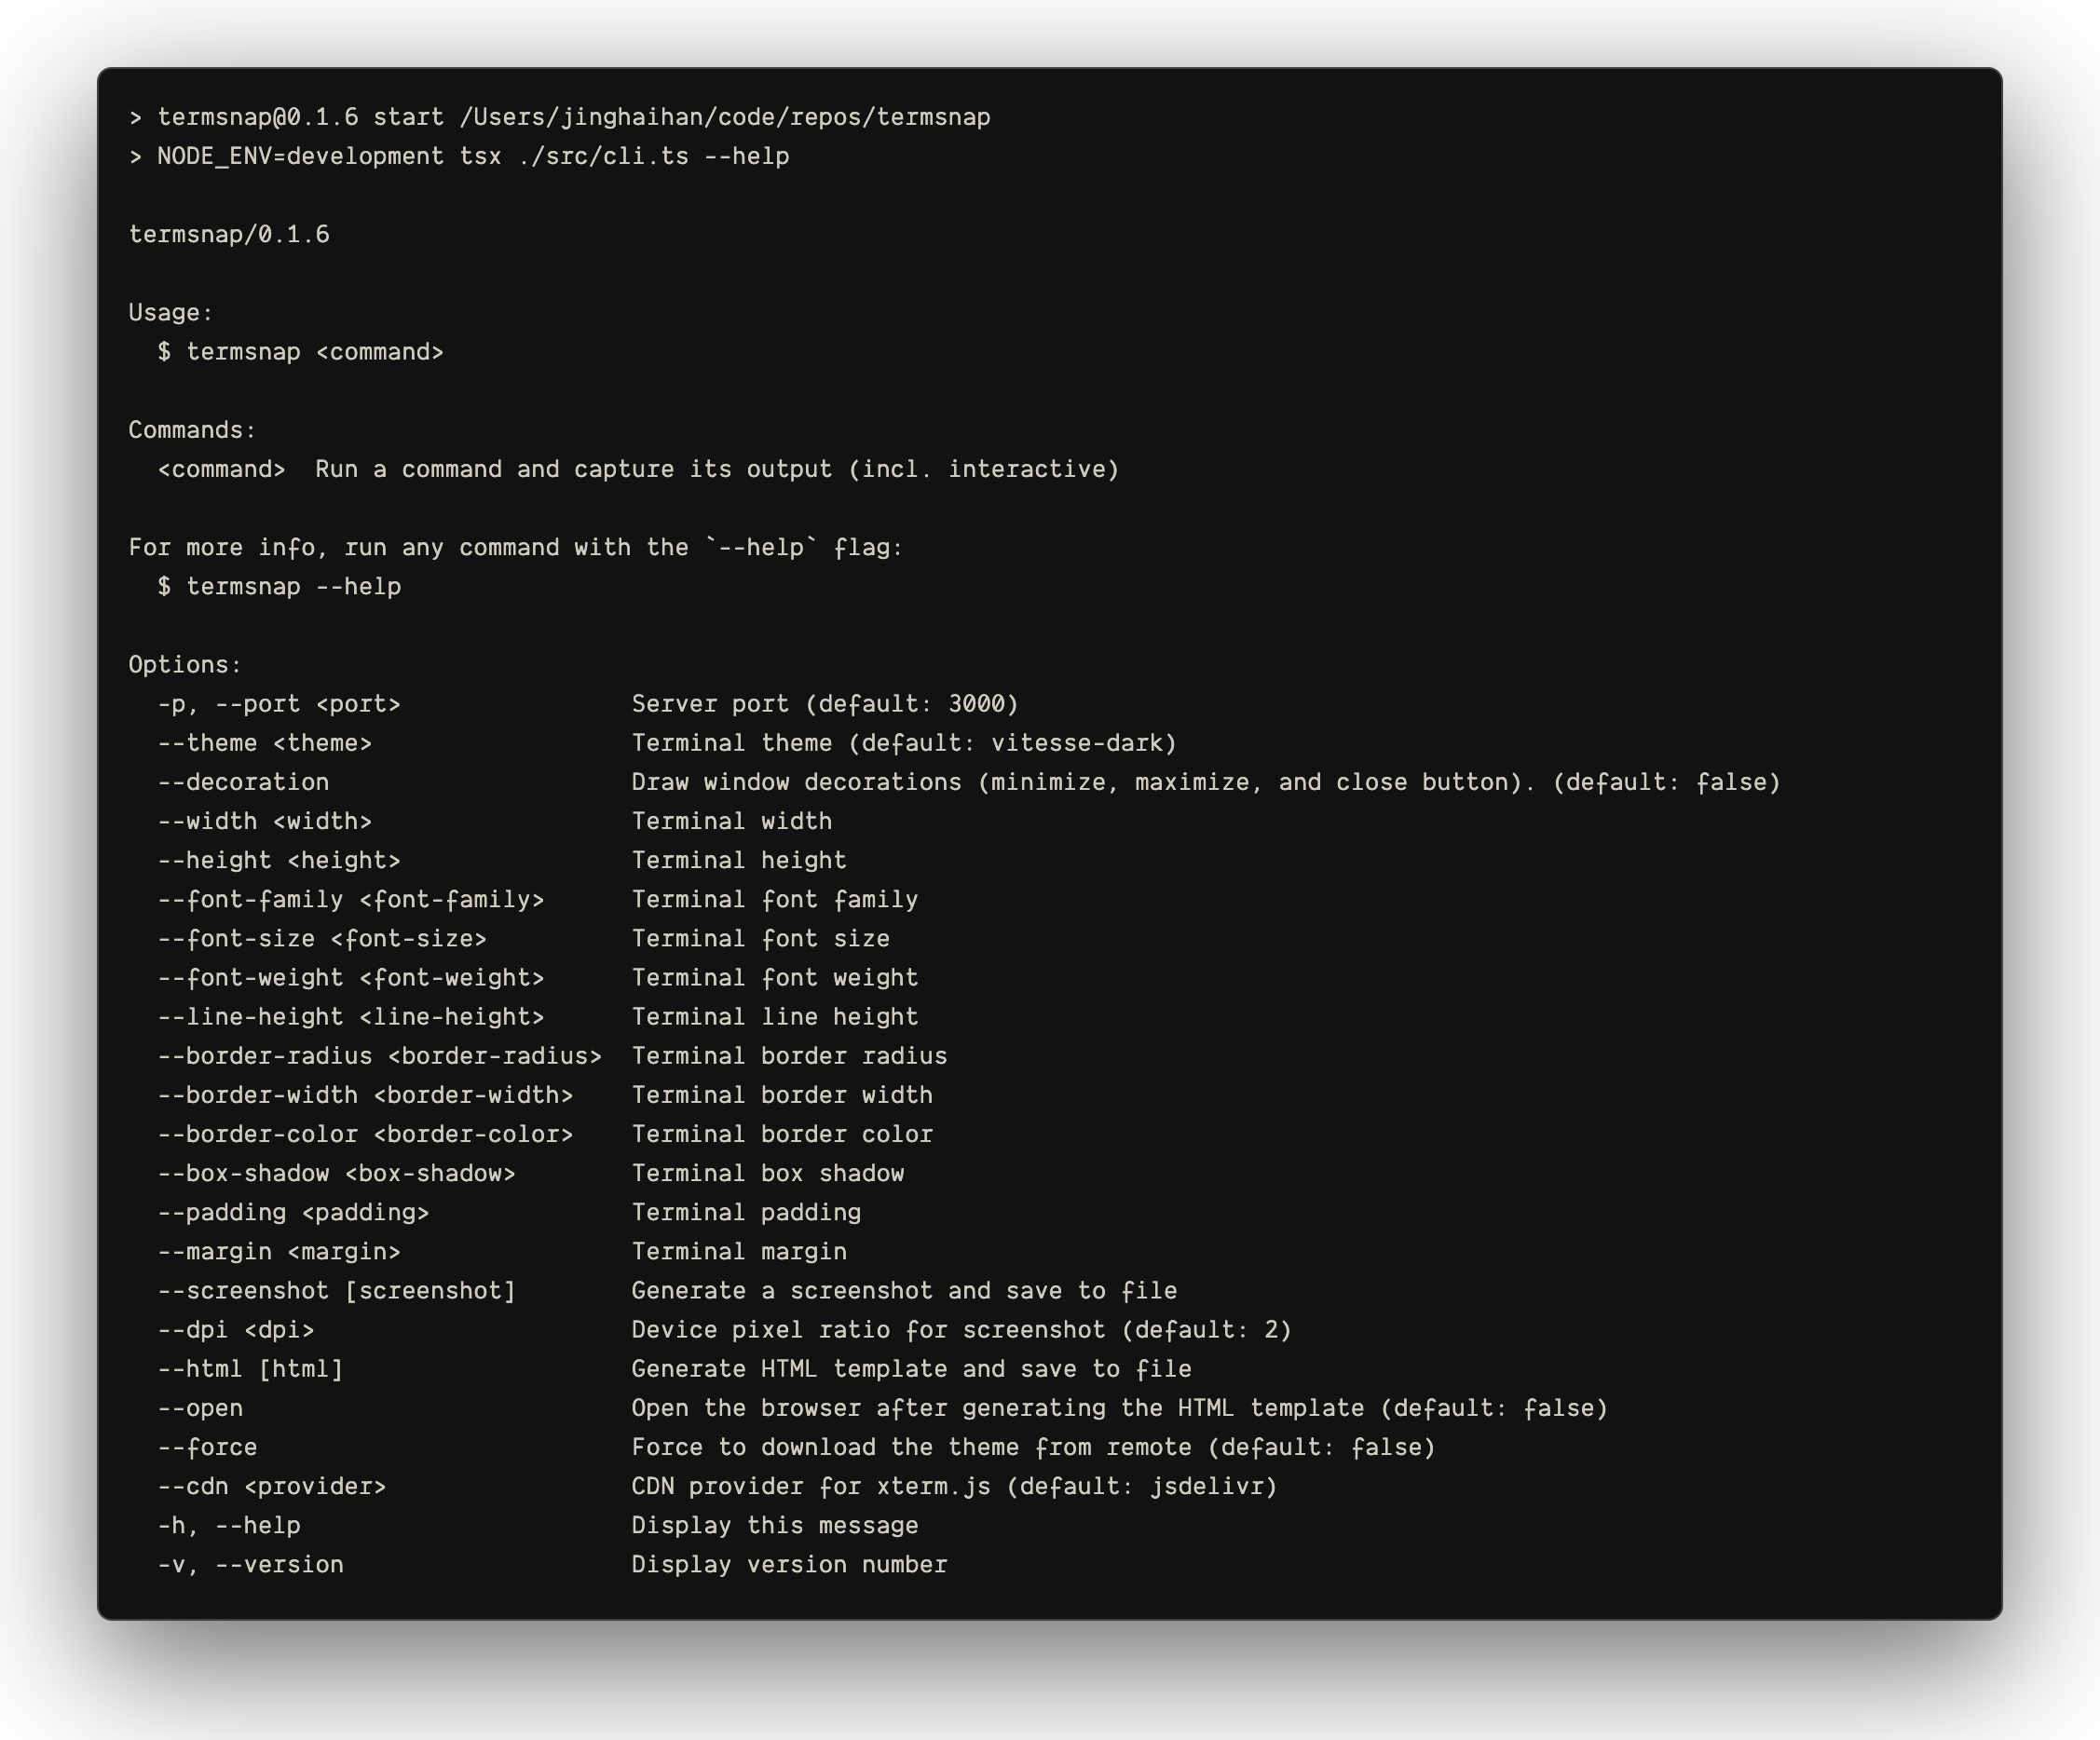 > termsnap@0.1.6 start /Users/jinghaihan/code/repos/termsnap
> NODE_ENV=development tsx ./src/cli.ts --help

termsnap/0.1.6

Usage:
  $ termsnap <command>

Commands:
  <command>  Run a command and capture its output (incl. interactive)

For more info, run any command with the `--help` flag:
  $ termsnap --help

Options:
  -p, --port <port>                Server port (default: 3000)
  --theme <theme>                  Terminal theme (default: vitesse-dark)
  --decoration                     Draw window decorations (minimize, maximize, and close button). (default: false)
  --width <width>                  Terminal width
  --height <height>                Terminal height
  --font-family <font-family>      Terminal font family
  --font-size <font-size>          Terminal font size
  --font-weight <font-weight>      Terminal font weight
  --line-height <line-height>      Terminal line height
  --border-radius <border-radius>  Terminal border radius
  --border-width <border-width>    Terminal border width
  --border-color <border-color>    Terminal border color
  --box-shadow <box-shadow>        Terminal box shadow
  --padding <padding>              Terminal padding
  --margin <margin>                Terminal margin
  --screenshot [screenshot]        Generate a screenshot and save to file
  --dpi <dpi>                      Device pixel ratio for screenshot (default: 2)
  --html [html]                    Generate HTML template and save to file
  --open                           Open the browser after generating the HTML template (default: false)
  --force                          Force to download the theme from remote (default: false)
  --cdn <provider>                 CDN provider for xterm.js (default: jsdelivr)
  -h, --help                       Display this message
  -v, --version                    Display version number